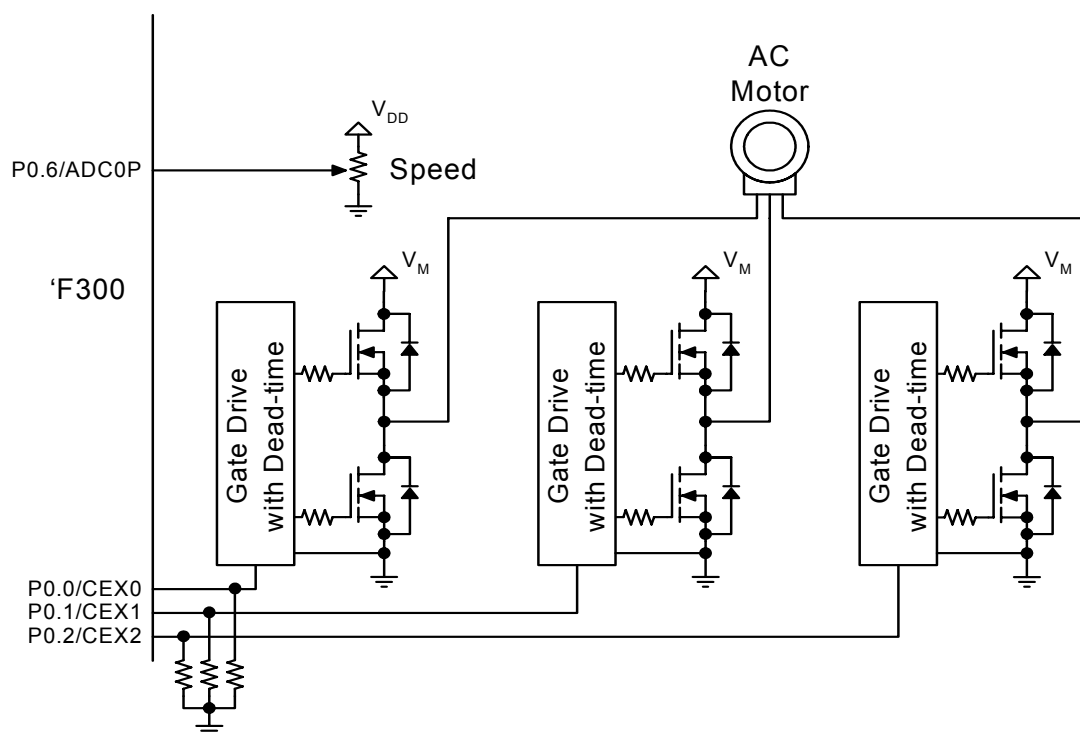 AC
Motor
V_DD
P0.6/ADC0P
Speed
V_M
V_M
V_M
‘F300
Gate Drive
with Dead-time
Gate Drive
with Dead-time
Gate Drive
with Dead-time
P0.0/CEX0
P0.1/CEX1
P0.2/CEX2